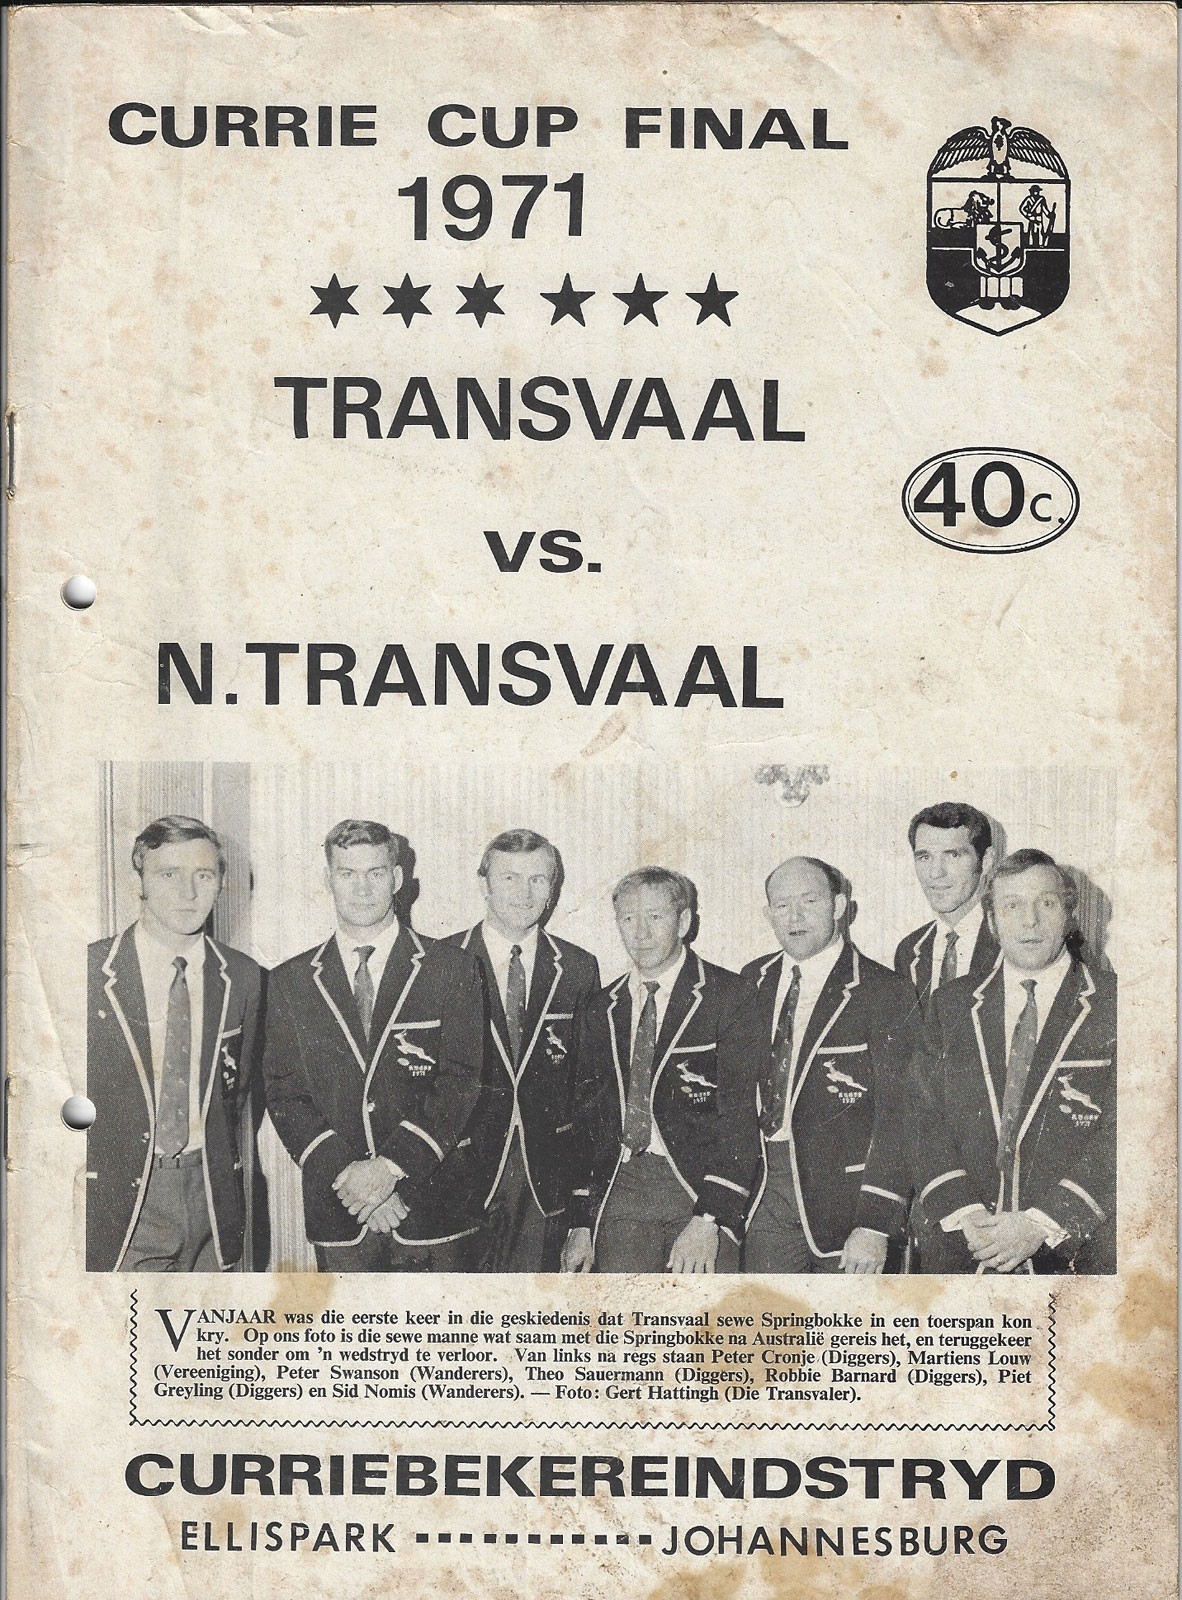 CURRIE CUP FINAL
1971
TRANSVAAL
40c.
VS.
N.TRANSVAAL
VANJAAR was die eerste keer in die geskiedenis dat Transvaal sewe Springbokke in een toerspan kon
kry. Op ons foto is die sewe manne wat saam met die Springbokke na Australië gereis het, en teruggekeer
het sonder om 'n wedstryd te verloor. Van links na regs staan Peter Cronje (Diggers), Martiens Louw
(Vereeniging), Peter Swanson (Wanderers), Theo Sauermann (Diggers), Robbie Barnard (Diggers), Piet
Greyling (Diggers) en Sid Nomis (Wanderers). — Foto: Gert Hattingh (Die Transvaler).
CURRIEBEKEREINDSTRYD
ELLISPARK ----------- JOHANNESBURG